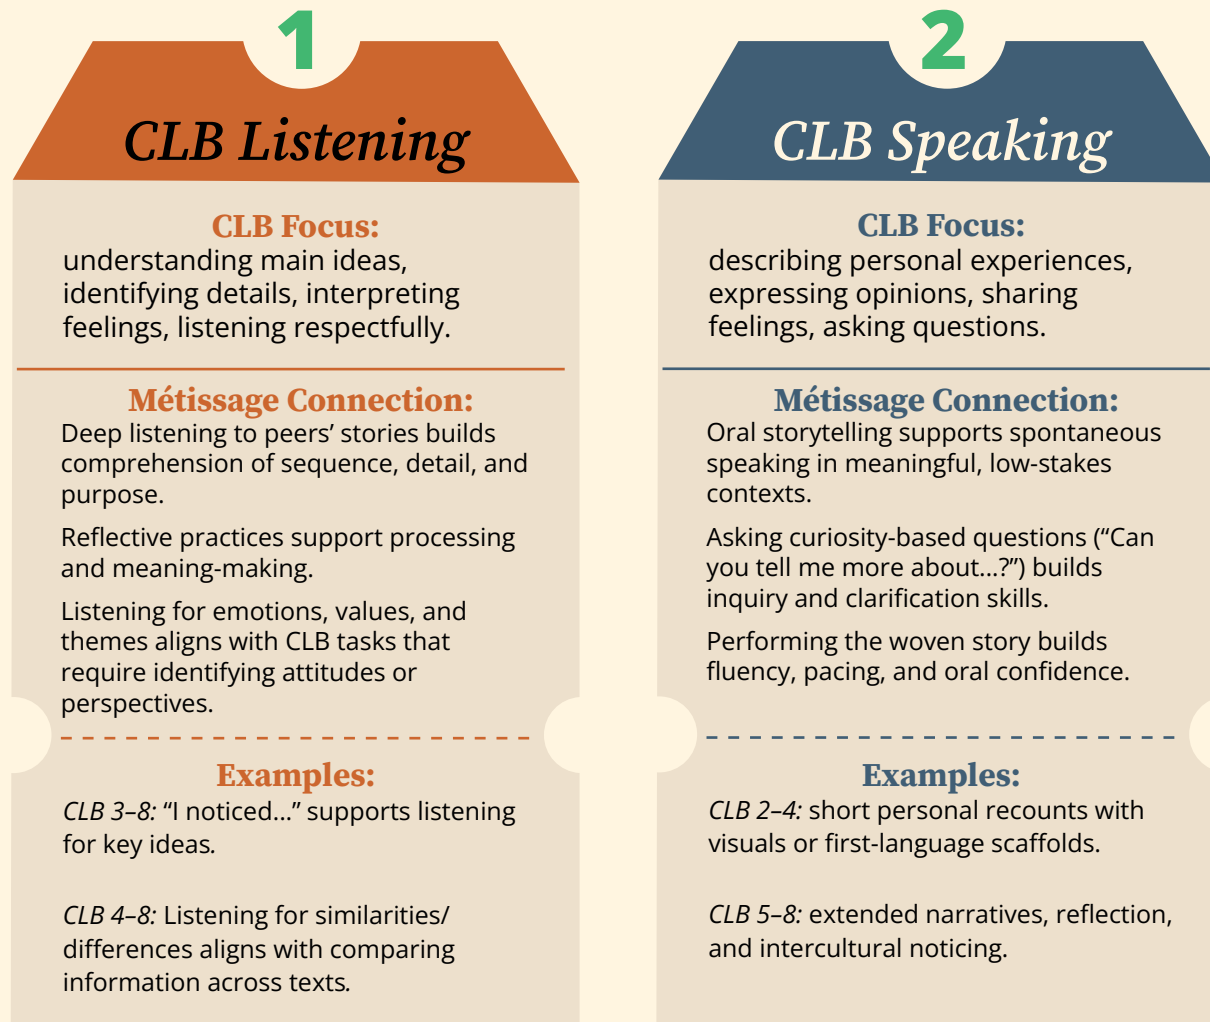 1
CLB Listening
CLB Focus:
understanding main ideas,
identifying details, interpreting
feelings, listening respectfully.
Métissage Connection:
Deep listening to peers’ stories builds
comprehension of sequence, detail, and
purpose.
Reflective practices support processing
and meaning-making.
Listening for emotions, values, and
themes aligns with CLB tasks that
require identifying attitudes or
perspectives.
Examples:
CLB 3–8: “I noticed…” supports listening
for key ideas.
CLB 4–8: Listening for similarities/
differences aligns with comparing
information across texts.
2
CLB Speaking
CLB Focus:
describing personal experiences,
expressing opinions, sharing
feelings, asking questions.
Métissage Connection:
Oral storytelling supports spontaneous
speaking in meaningful, low-stakes
contexts.
Asking curiosity-based questions (“Can
you tell me more about…?”) builds
inquiry and clarification skills.
Performing the woven story builds
fluency, pacing, and oral confidence.
Examples:
CLB 2–4: short personal recounts with
visuals or first-language scaffolds.
CLB 5–8: extended narratives, reflection,
and intercultural noticing.